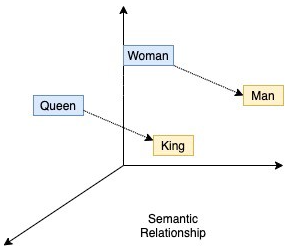 Woman
Man
Queen
King
Semantic
Relationship